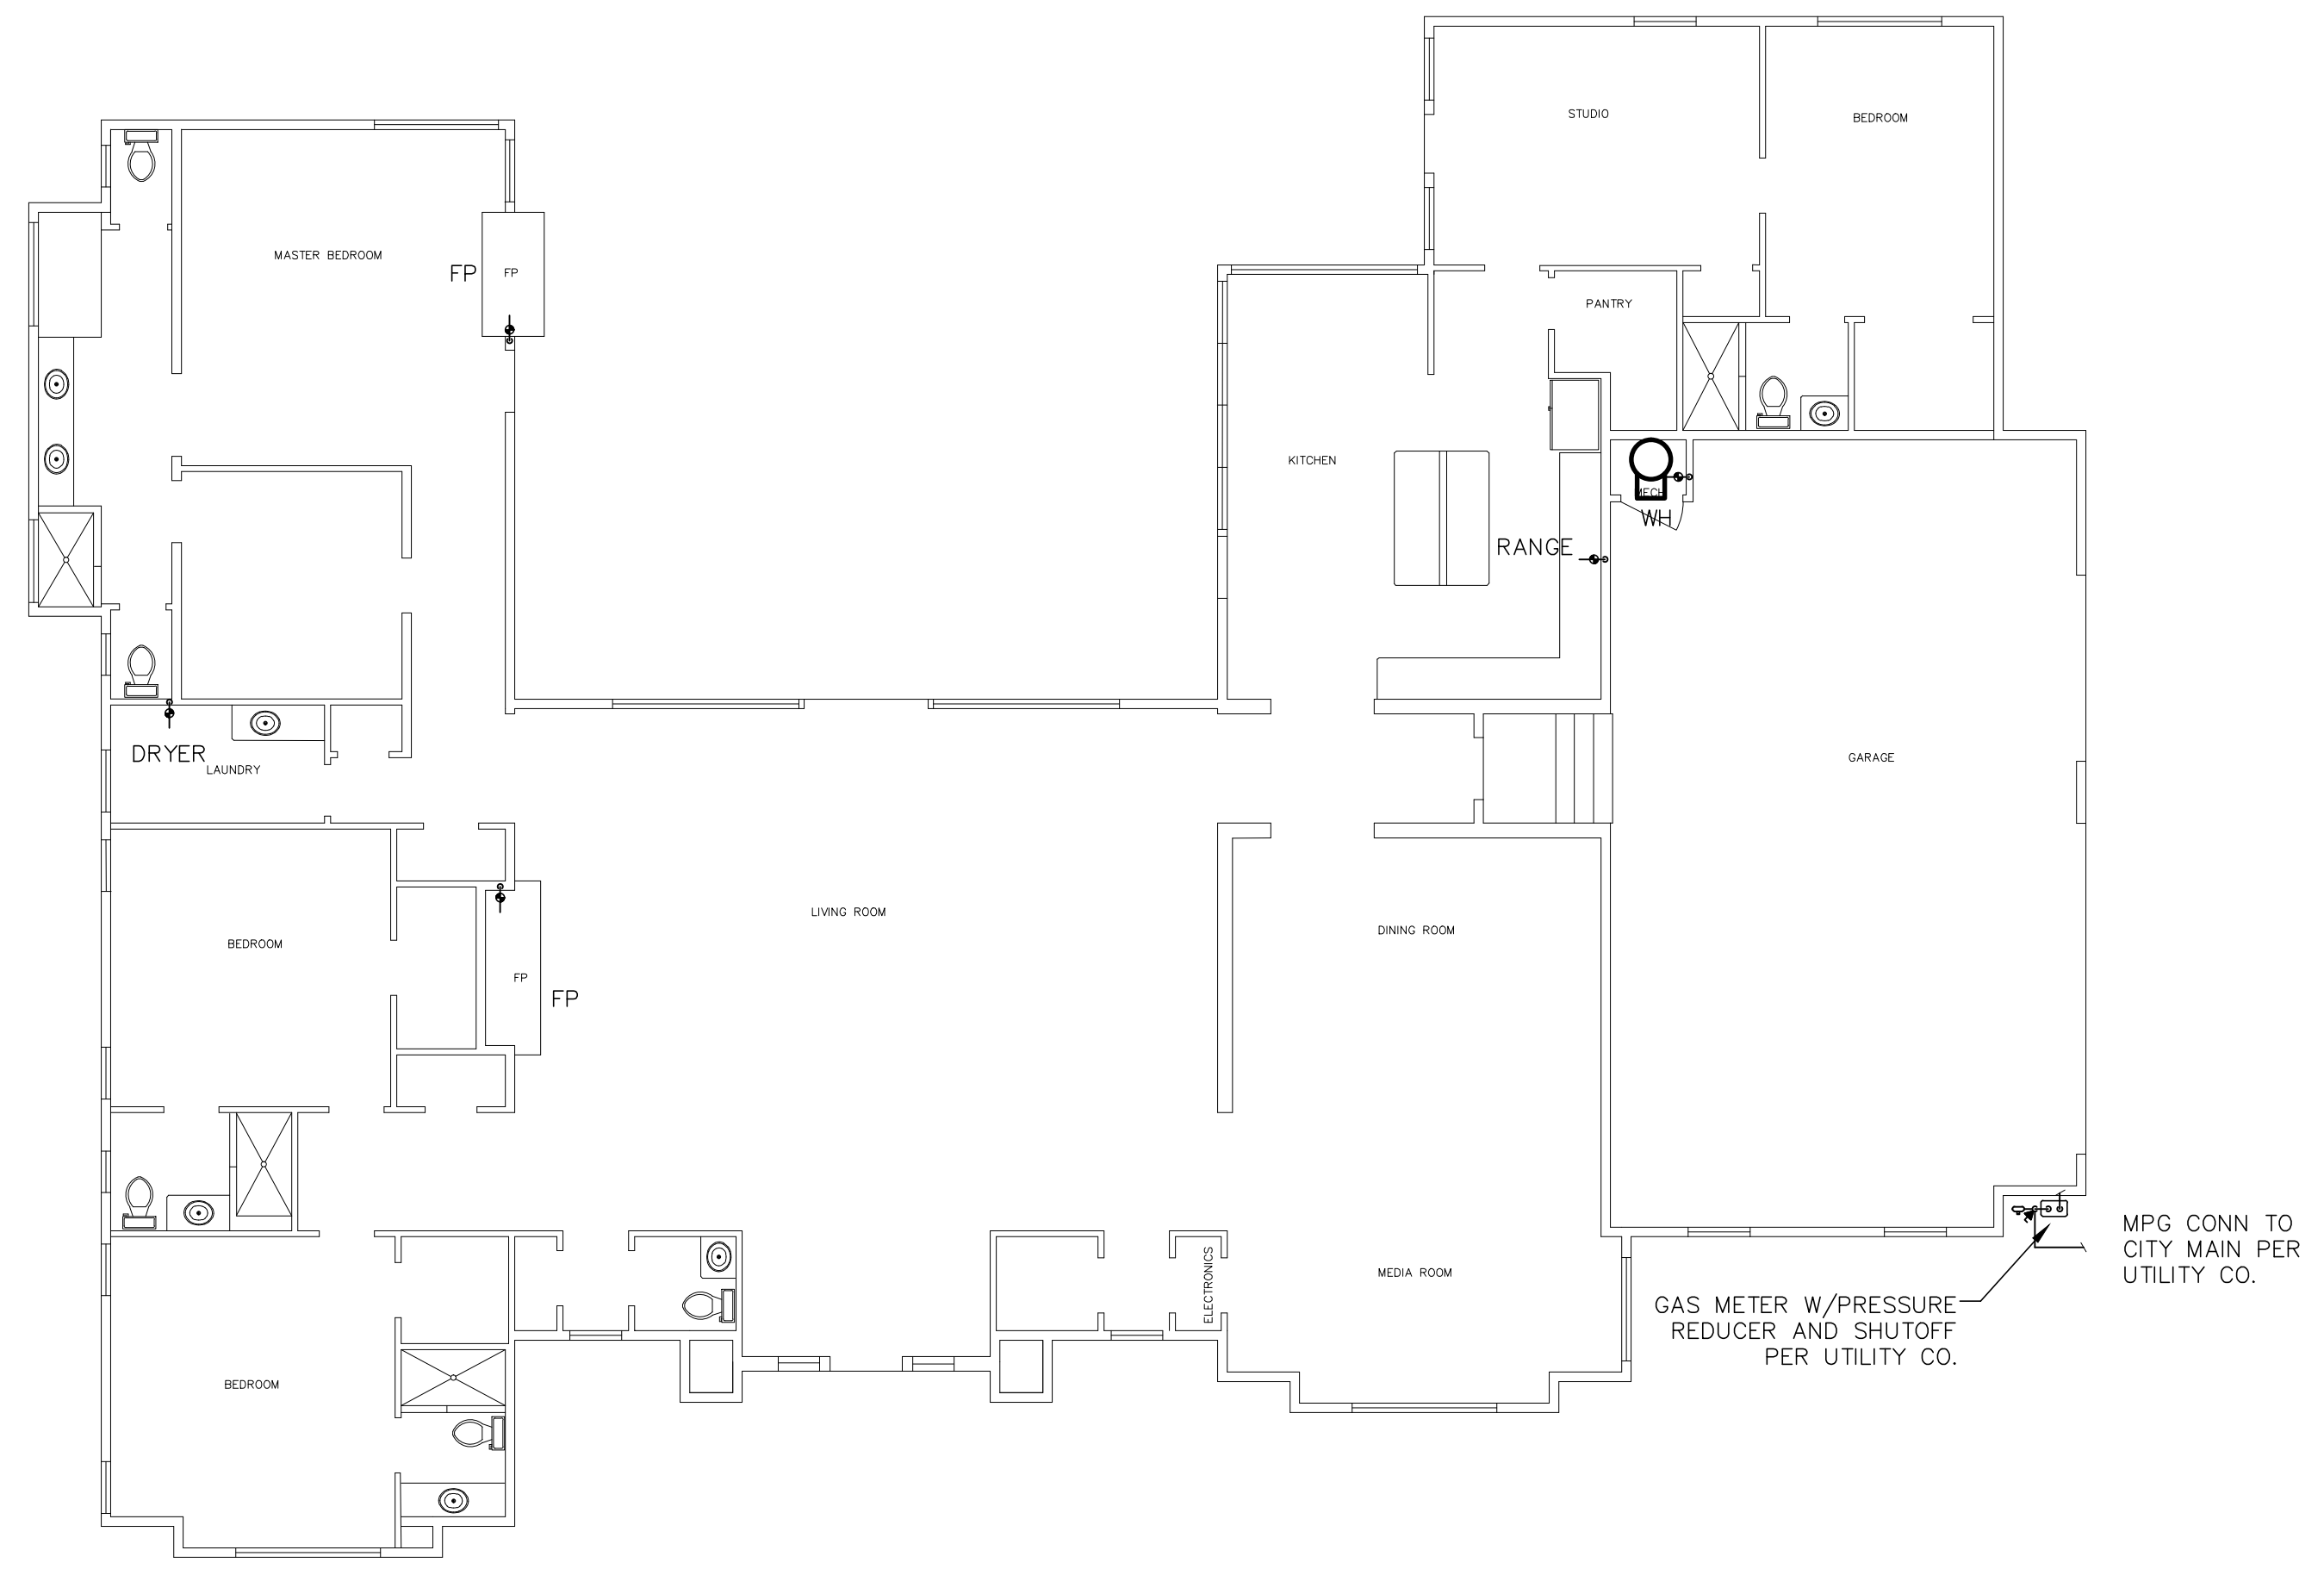 STUDIO
BEDROOM
MASTER BEDROOM
FP
FP
PANTRY
KITCHEN
MECH
WH
RANGE
DRYER
LAUNDRY
GARAGE
LIVING ROOM
DINING ROOM
BEDROOM
FP
FP
MPG CONN TO
CITY MAIN PER
UTILITY CO.
ELECTRONICS
MEDIA ROOM
GAS METER W/PRESSURE
REDUCER AND SHUTOFF
PER UTILITY CO.
BEDROOM